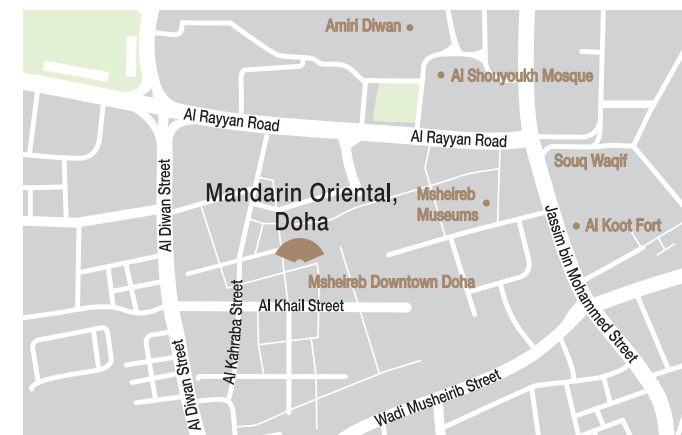 Amiri Diwan
Al Shouyoukh Mosque
Al Rayyan Road
Al Rayyan Road
Souq Waqif
Al Diwan Street
Mandarin Oriental,
Doha
Msheireb
Museums
Al Koot Fort
Jassim bin Mohammed Street
Msheireb Downtown Doha
Al Khail Street
Al Kahraba Street
Al Diwan Street
Wadi Musheirib Street